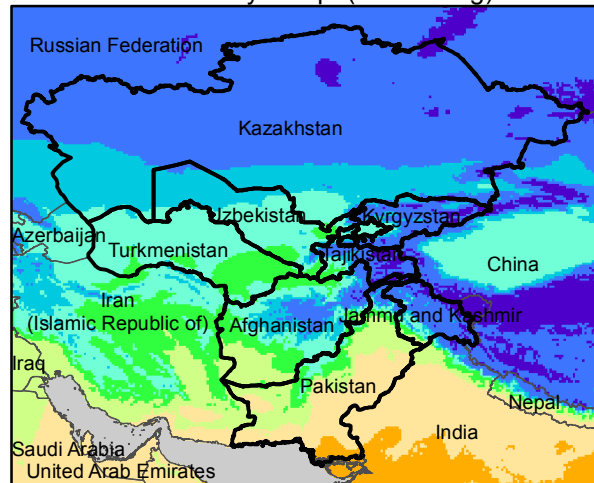 Russian Federation
Kazakhstan
Uzbekistan
Kyrgyzstan
Azerbaijan
Turkmenistan
Tajikistan
China
Iran
(Islamic Republic of)
Afghanistan
Jammu and Kashmir
Iraq
Pakistan
Nepal
India
Saudi Arabia
United Arab Emirates